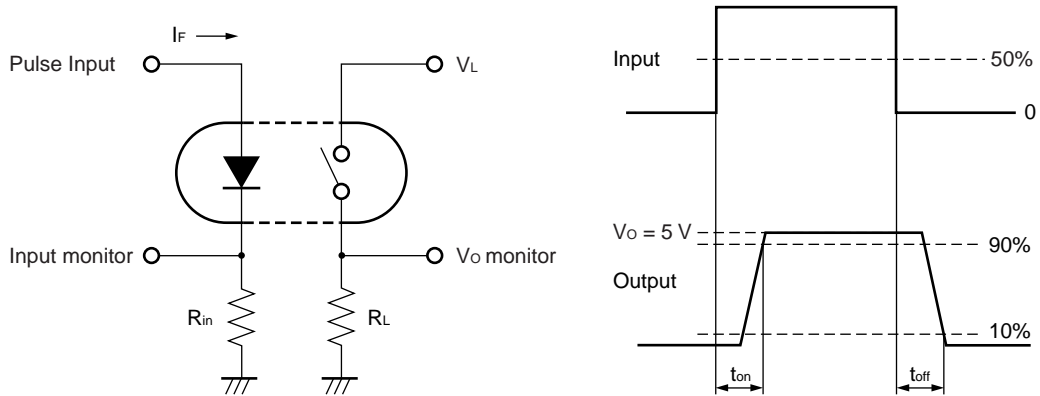 IF
Pulse Input
VL
Input monitor
VO monitor
Rin
RL
Input
50%
0
VO = 5 V
90%
Output
10%
ton
toff